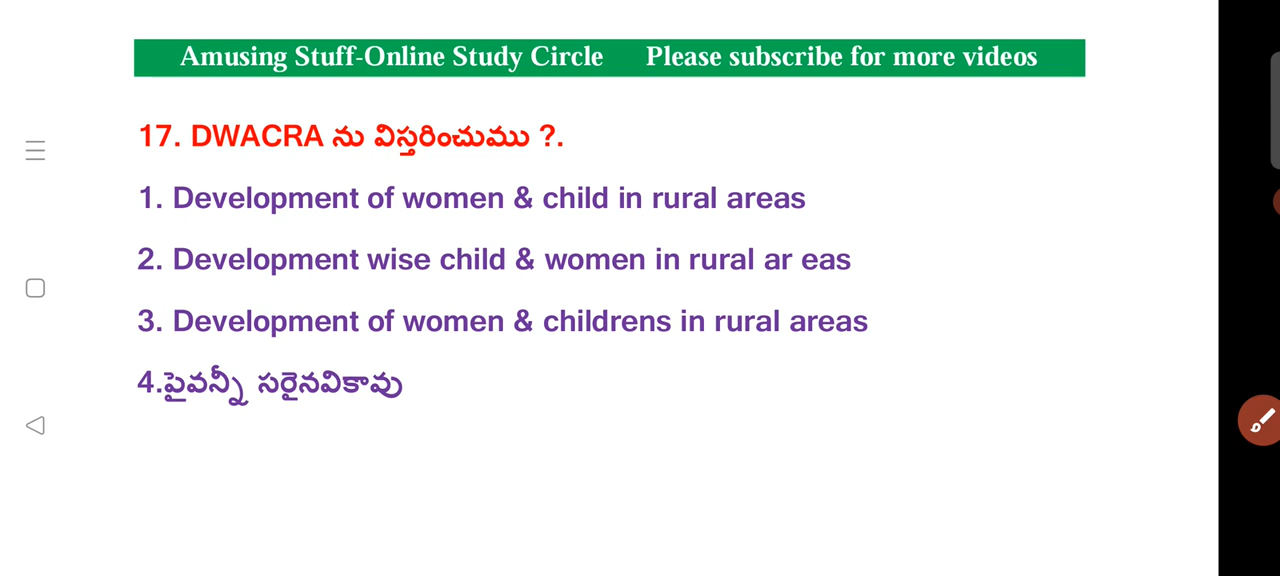 Amusing Stuff-Online Study Circle Please subscribe for more videos
17. DWACRA ను విస్తరించుము ?.
1. Development of women & child in rural areas
2. Development wise child & women in rural ar eas
3. Development of women & childrens in rural areas
4.పైవన్నీ సరైనవికావు